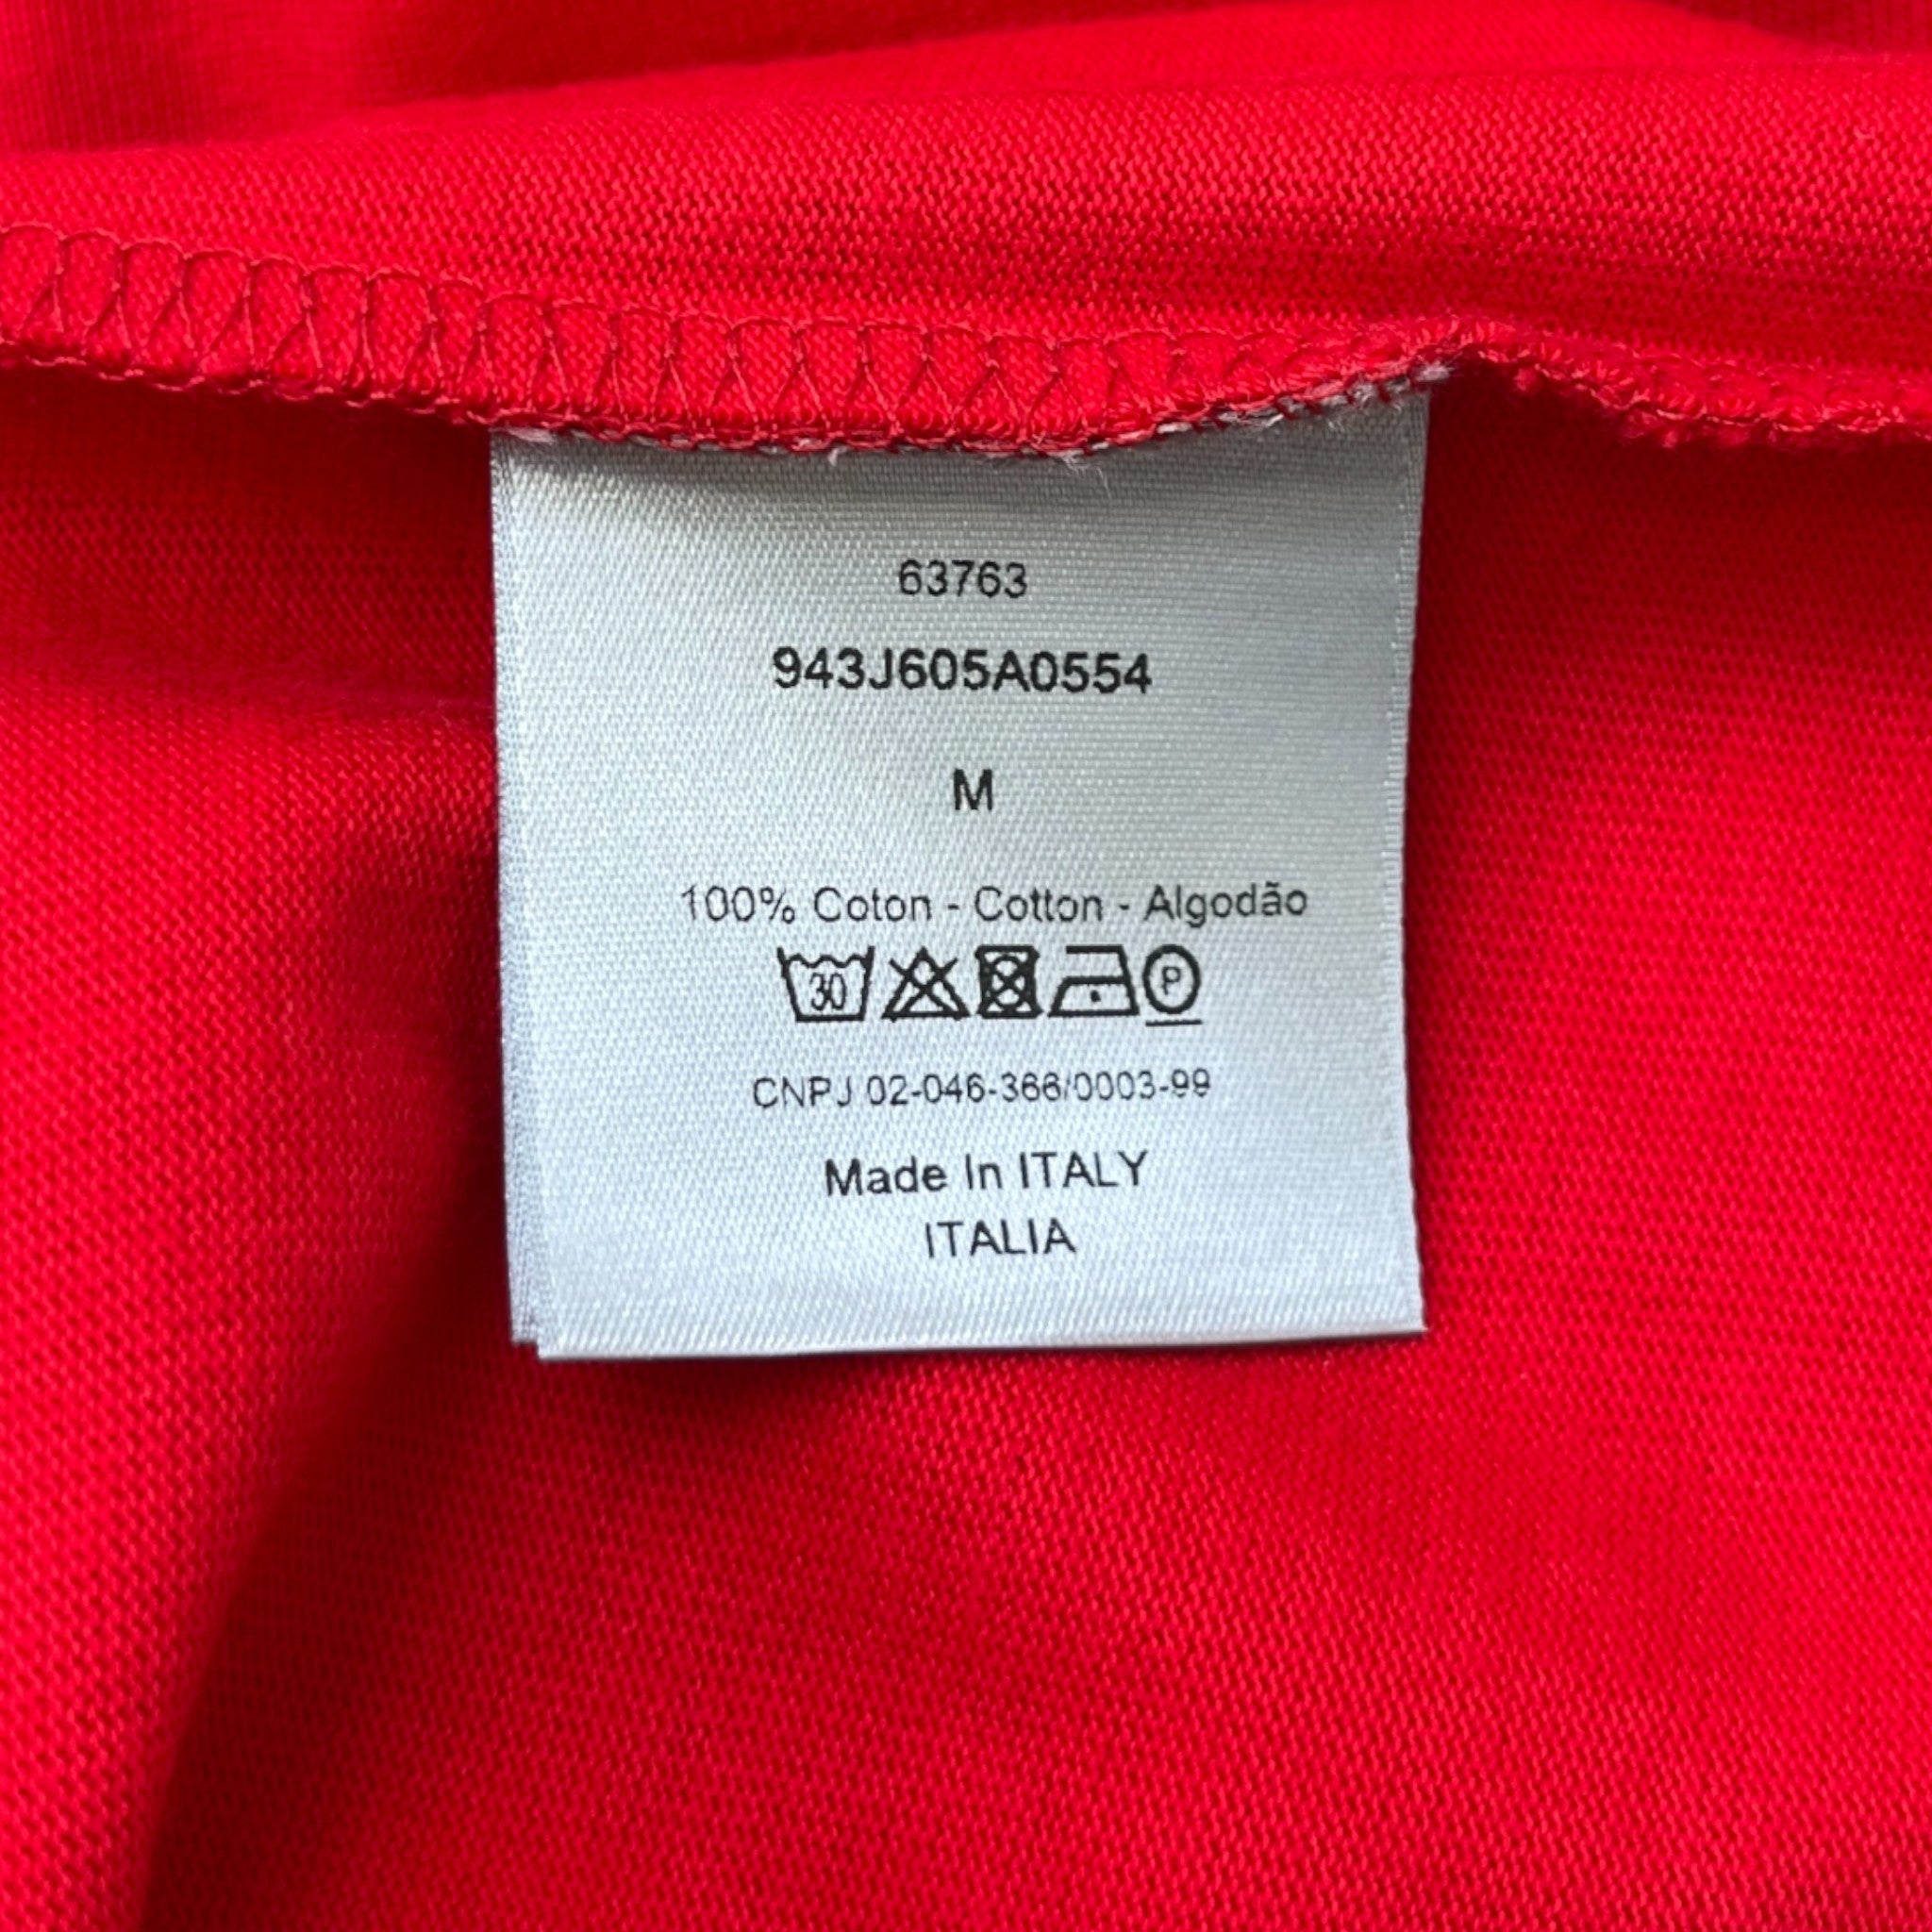 63763
943J605A0554
M
100% Coton - Cotton - Algodão
30
P
CNPJ 02-046-366/0003-99
Made In ITALY
ITALIA